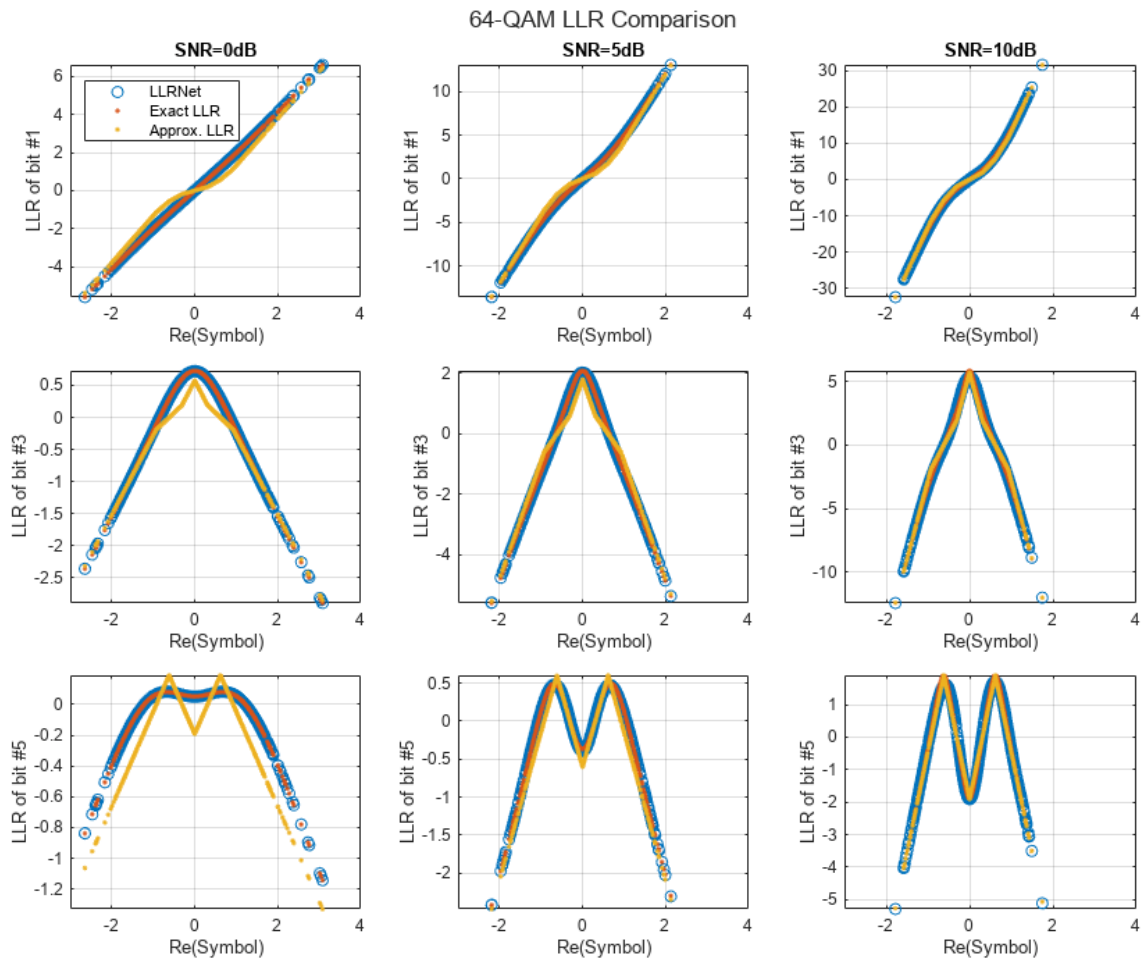 64-QAM LLR Comparison
SNR=0dB
6
4
2
0
-2
-4
LLR of bit #1
LLRNet
Exact LLR
Approx. LLR
-2 0 2 4
Re(Symbol)
SNR=5dB
10
5
0
-5
-10
LLR of bit #1
-2 0 2 4
Re(Symbol)
SNR=10dB
30
20
10
0
-10
-20
-30
LLR of bit #1
-2 0 2 4
Re(Symbol)
0.5
0
-0.5
-1
-1.5
-2
-2.5
LLR of bit #3
-2 0 2 4
Re(Symbol)
2
0
-2
-4
LLR of bit #3
-2 0 2 4
Re(Symbol)
5
0
-5
-10
LLR of bit #3
-2 0 2 4
Re(Symbol)
0
-0.2
-0.4
-0.6
-0.8
-1
-1.2
LLR of bit #5
-2 0 2 4
Re(Symbol)
0.5
0
-0.5
-1
-1.5
-2
LLR of bit #5
-2 0 2 4
Re(Symbol)
1
0
-1
-2
-3
-4
-5
LLR of bit #5
-2 0 2 4
Re(Symbol)